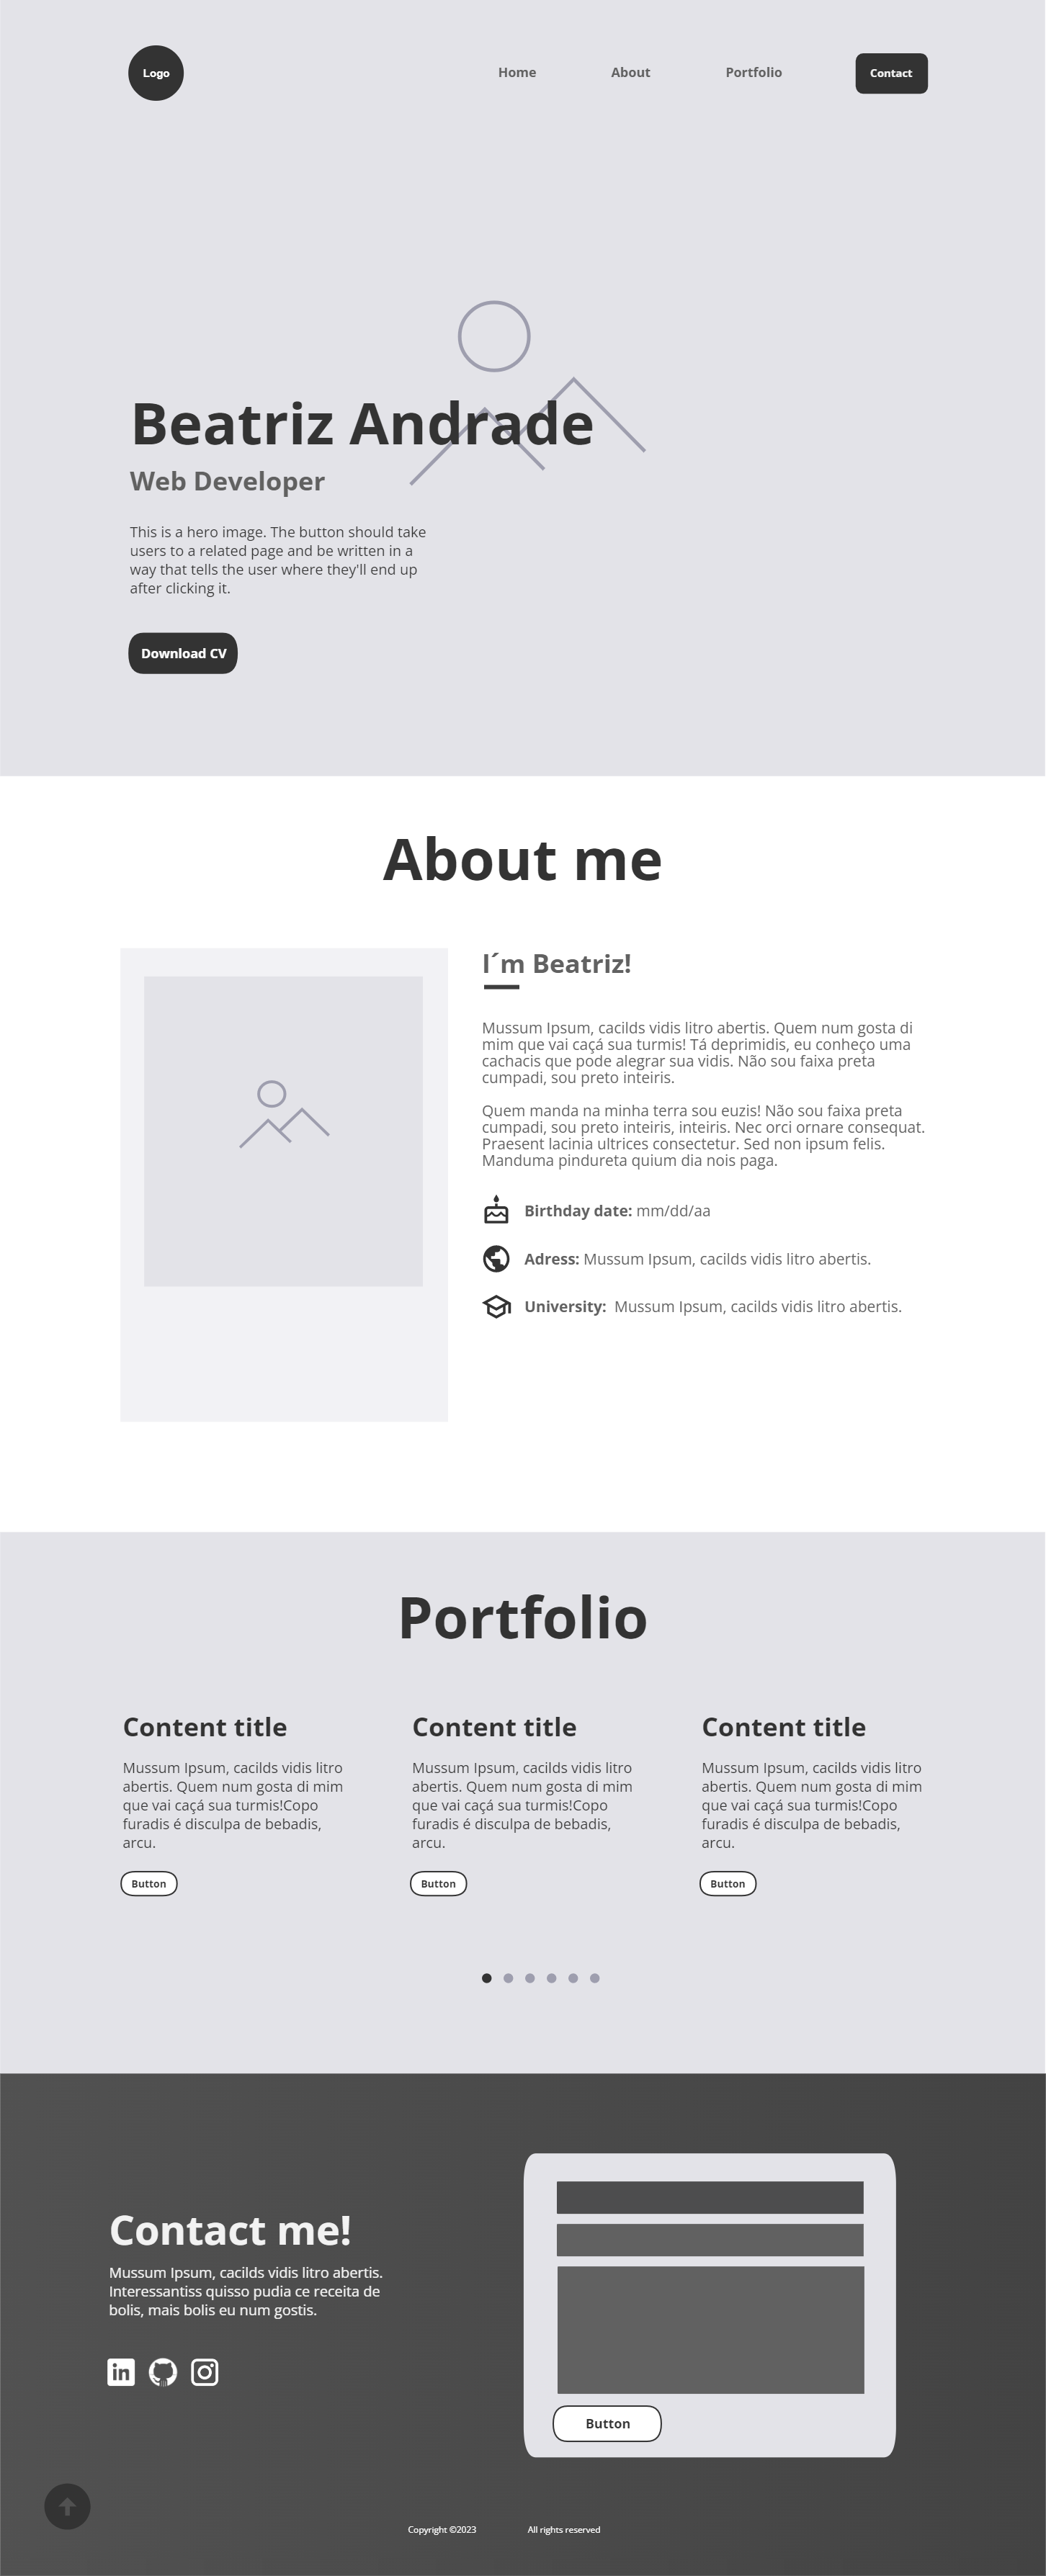 Logo
Home
About
Portfolio
Contact
Beatriz Andrade
Web Developer
This is a hero image. The button should take
users to a related page and be written in a
way that tells the user where they'll end up
after clicking it.
Download CV
About me
I´m Beatriz!
Mussum Ipsum, cacilds vidis litro abertis. Quem num gosta di
mim que vai caçá sua turmis! Tá deprimidis, eu conheço uma
cachacis que pode alegrar sua vidis. Não sou faixa preta
cumpadi, sou preto inteiris.
Quem manda na minha terra sou euzis! Não sou faixa preta
cumpadi, sou preto inteiris, inteiris. Nec orci ornare consequat.
Praesent lacinia ultrices consectetur. Sed non ipsum felis.
Manduma pindureta quium dia nois paga.
Birthday date: mm/dd/aa
Adress: Mussum Ipsum, cacilds vidis litro abertis.
University: Mussum Ipsum, cacilds vidis litro abertis.
Portfolio
Content title
Mussum Ipsum, cacilds vidis litro
abertis. Quem num gosta di mim
que vai caçá sua turmis!Copo
furadis é disculpa de bebadis,
arcu.
Button
Content title
Mussum Ipsum, cacilds vidis litro
abertis. Quem num gosta di mim
que vai caçá sua turmis!Copo
furadis é disculpa de bebadis,
arcu.
Button
Content title
Mussum Ipsum, cacilds vidis litro
abertis. Quem num gosta di mim
que vai caçá sua turmis!Copo
furadis é disculpa de bebadis,
arcu.
Button
Contact me!
Mussum Ipsum, cacilds vidis litro abertis.
Interessantiss quisso pudia ce receita de
bolis, mais bolis eu num gostis.
in
Button
Copyright ©2023
All rights reserved